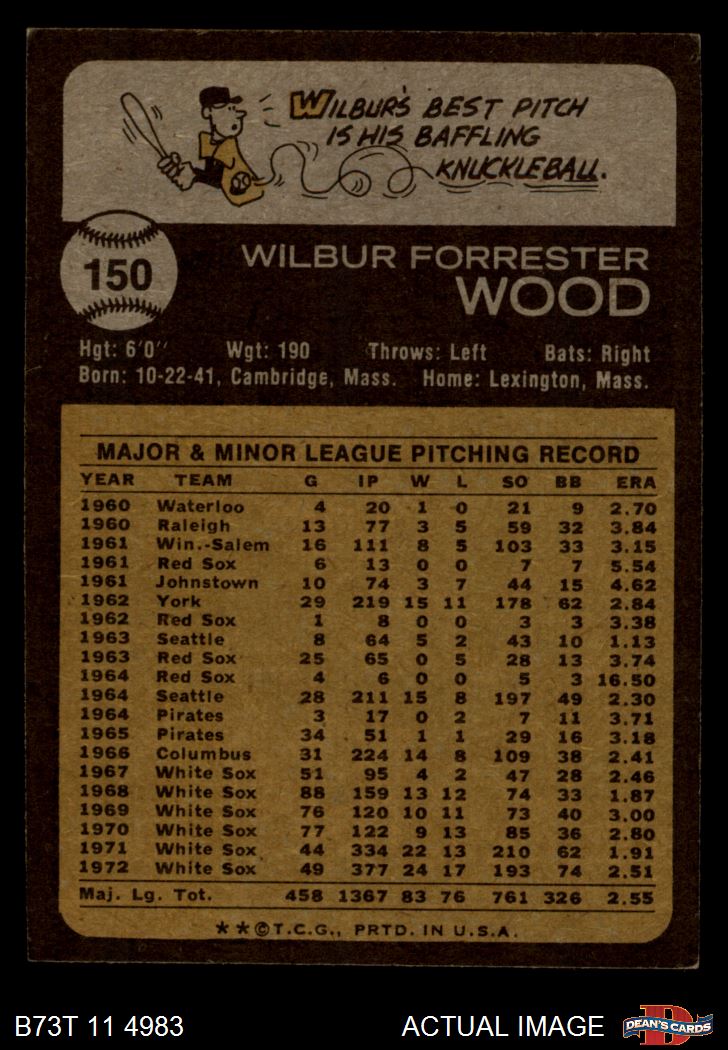 WILBUR'S BEST PITCH
IS HIS BAFFLING
KNUCKLEBALL.
150
WILBUR FORRESTER
WOOD
Hgt: 6'0" Wgt: 190 Throws: Left Bats: Right
Born: 10-22-41, Cambridge, Mass. Home: Lexington, Mass.
MAJOR & MINOR LEAGUE PITCHING RECORD
YEAR TEAM G IP W L SO BB ERA
1960 Waterloo 4 20 1 0 21 9 2.70
1960 Raleigh 13 77 3 5 59 32 3.84
1961 Win.-Salem 16 111 8 5 103 33 3.15
1961 Red Sox 6 13 0 0 7 7 5.54
1961 Johnstown 10 74 3 7 44 15 4.62
1962 York 29 219 15 11 178 62 2.84
1962 Red Sox 1 8 0 0 3 3 3.38
1963 Seattle 8 64 5 2 43 10 1.13
1963 Red Sox 25 65 0 5 28 13 3.74
1964 Red Sox 4 6 0 0 5 3 16.50
1964 Seattle 28 211 15 8 197 49 2.30
1964 Pirates 3 17 0 2 7 11 3.71
1965 Pirates 34 51 1 1 29 16 3.18
1966 Columbus 31 224 14 8 109 38 2.41
1967 White Sox 51 95 4 2 47 28 2.46
1968 White Sox 88 159 13 12 74 33 1.87
1969 White Sox 76 120 10 11 73 40 3.00
1970 White Sox 77 122 9 13 85 36 2.80
1971 White Sox 44 334 22 13 210 62 1.91
1972 White Sox 49 377 24 17 193 74 2.51
Maj. Lg. Tot. 458 1367 83 76 761 326 2.55
**©T.C.G., PRTD. IN U.S.A.
B73T 11 4983 ACTUAL IMAGE D DEAN'S CARDS